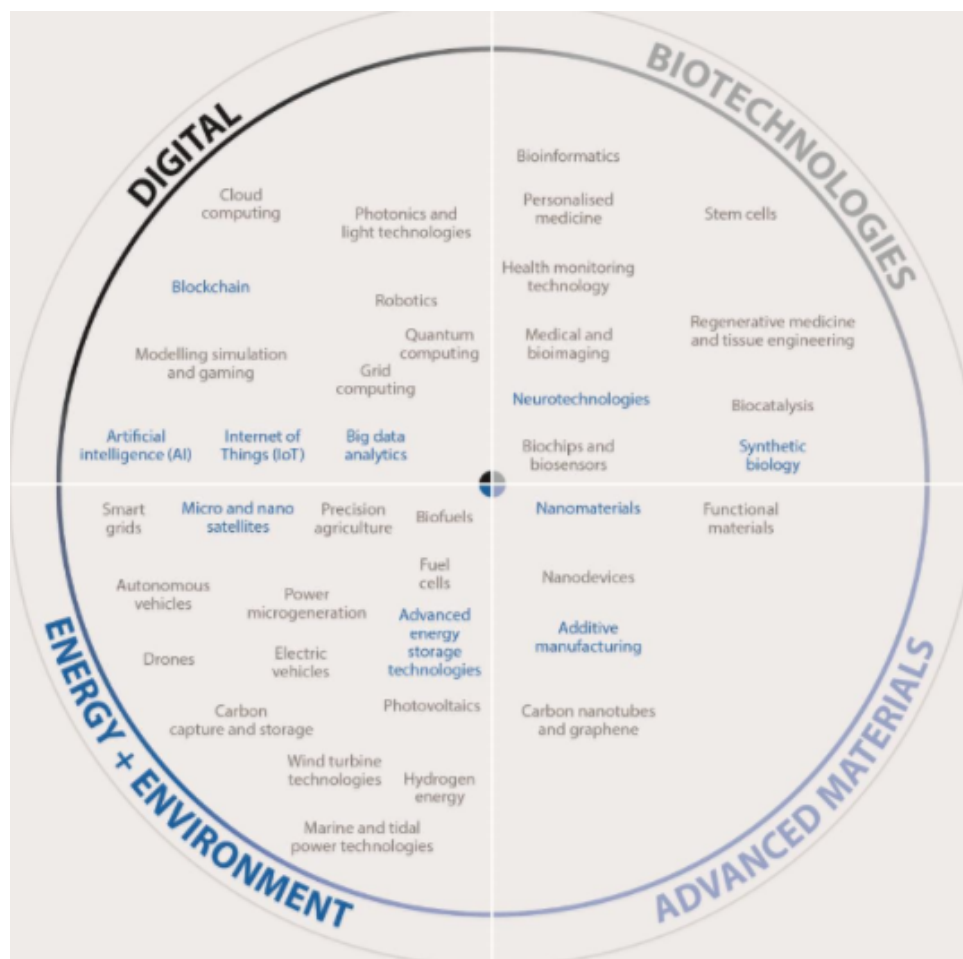 DIGITAL
Cloud
computing
Photonics and
light technologies
Blockchain
Robotics
Quantum
computing
Modelling simulation
and gaming
Grid
computing
Artificial
intelligence (AI)
Internet of
Things (IoT)
Big data
analytics
BIOTECHNOLOGIES
Bioinformatics
Personalised
medicine
Stem cells
Health monitoring
technology
Medical and
bioimaging
Regenerative medicine
and tissue engineering
Neurotechnologies
Biocatalysis
Biochips and
biosensors
Synthetic
biology
ENERGY + ENVIRONMENT
Smart
grids
Micro and nano
satellites
Precision
agriculture
Biofuels
Fuel
cells
Autonomous
vehicles
Power
microgeneration
Advanced
energy
storage
technologies
Drones
Electric
vehicles
Carbon
capture and storage
Photovoltaics
Wind turbine
technologies
Hydrogen
energy
Marine and tidal
power technologies
ADVANCED MATERIALS
Nanomaterials
Functional
materials
Nanodevices
Additive
manufacturing
Carbon nanotubes
and graphene